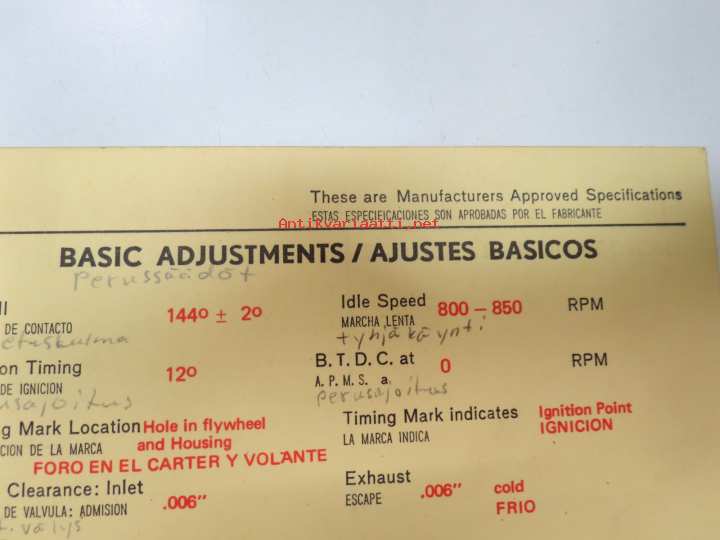 These are Manufacturers Approved Specifications
ESTAS ESPECIFICACIONES SON APROBADAS POR EL FABRICANTE
Antikvariaatti.net
BASIC ADJUSTMENTS / AJUSTES BASICOS
Perussäädöt
ll 144º ± 2º Idle Speed 800 – 850 RPM
DE CONTACTO MARCHA LENTA
tyhjäkäynti
on Timing 12º B.T.D.C. at 0 RPM
DE IGNICION A. P. M. S. a
usajoitus perusajoitus
g Mark Location Hole in flywheel Timing Mark indicates Ignition Point
CION DE LA MARCA and Housing LA MARCA INDICA IGNICION
FORO EN EL CARTER Y VOLANTE
Clearance: Inlet .006" Exhaust .006" cold
DE VALVULA: ADMISION ESCAPE FRIO